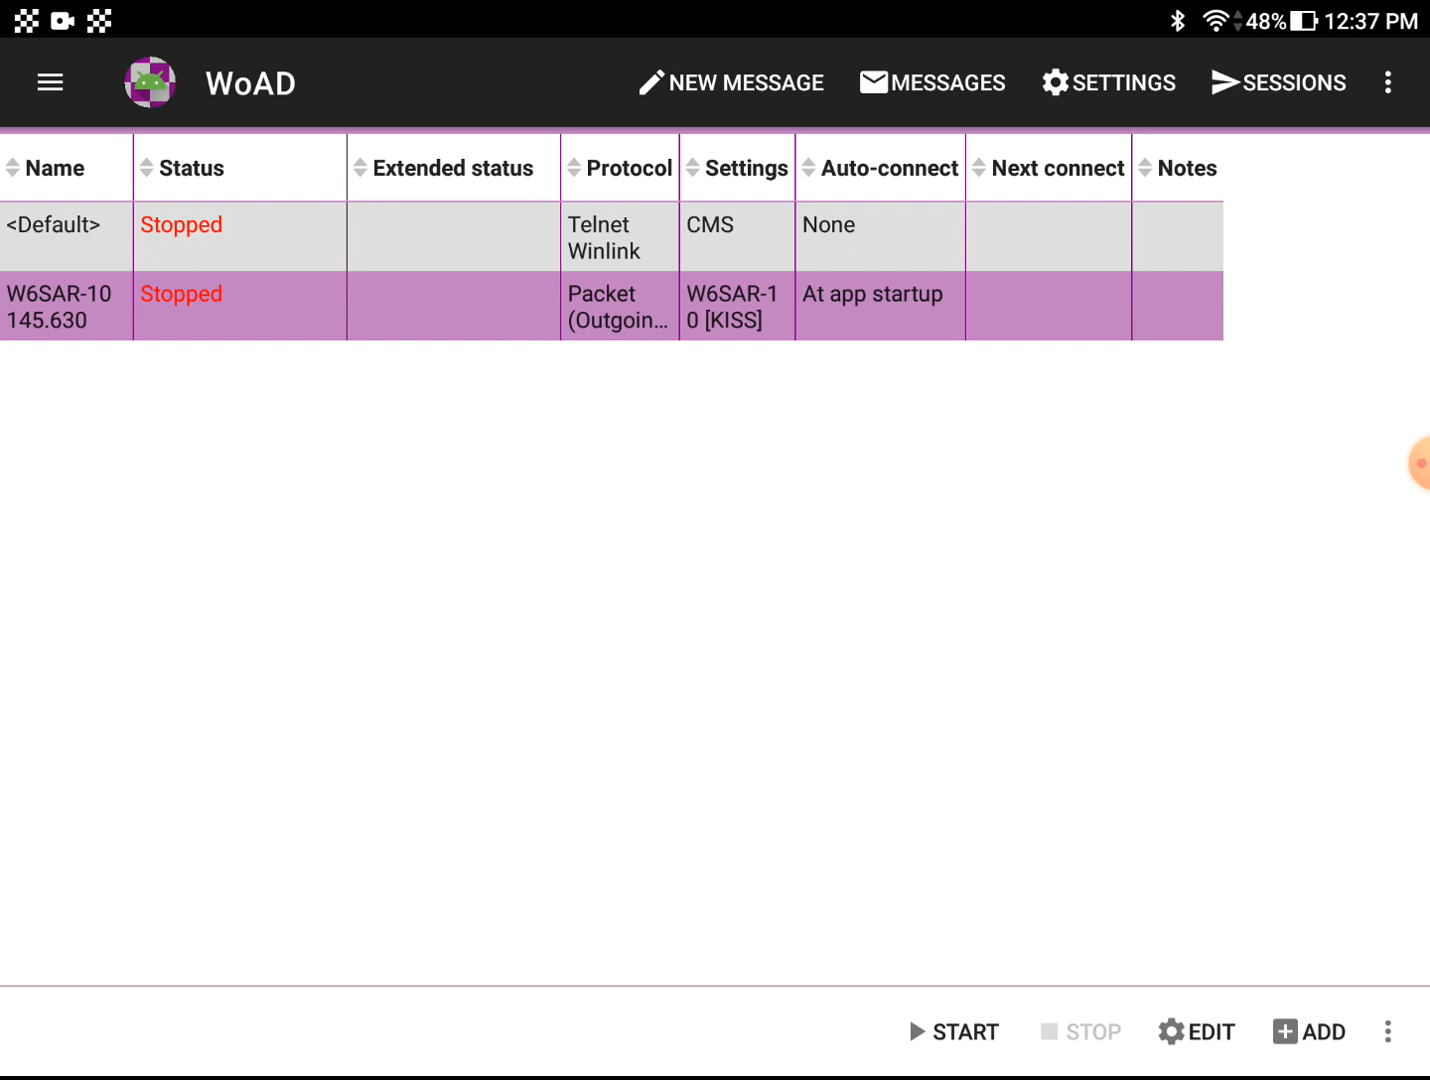 48% 12:37 PM
WoAD NEW MESSAGE MESSAGES SETTINGS SESSIONS
Name Status Extended status Protocol Settings Auto-connect Next connect Notes
<Default> Stopped Telnet Winlink CMS None
W6SAR-10 145.630 Stopped Packet (Outgoin... W6SAR-1 0 [KISS] At app startup
START STOP EDIT ADD